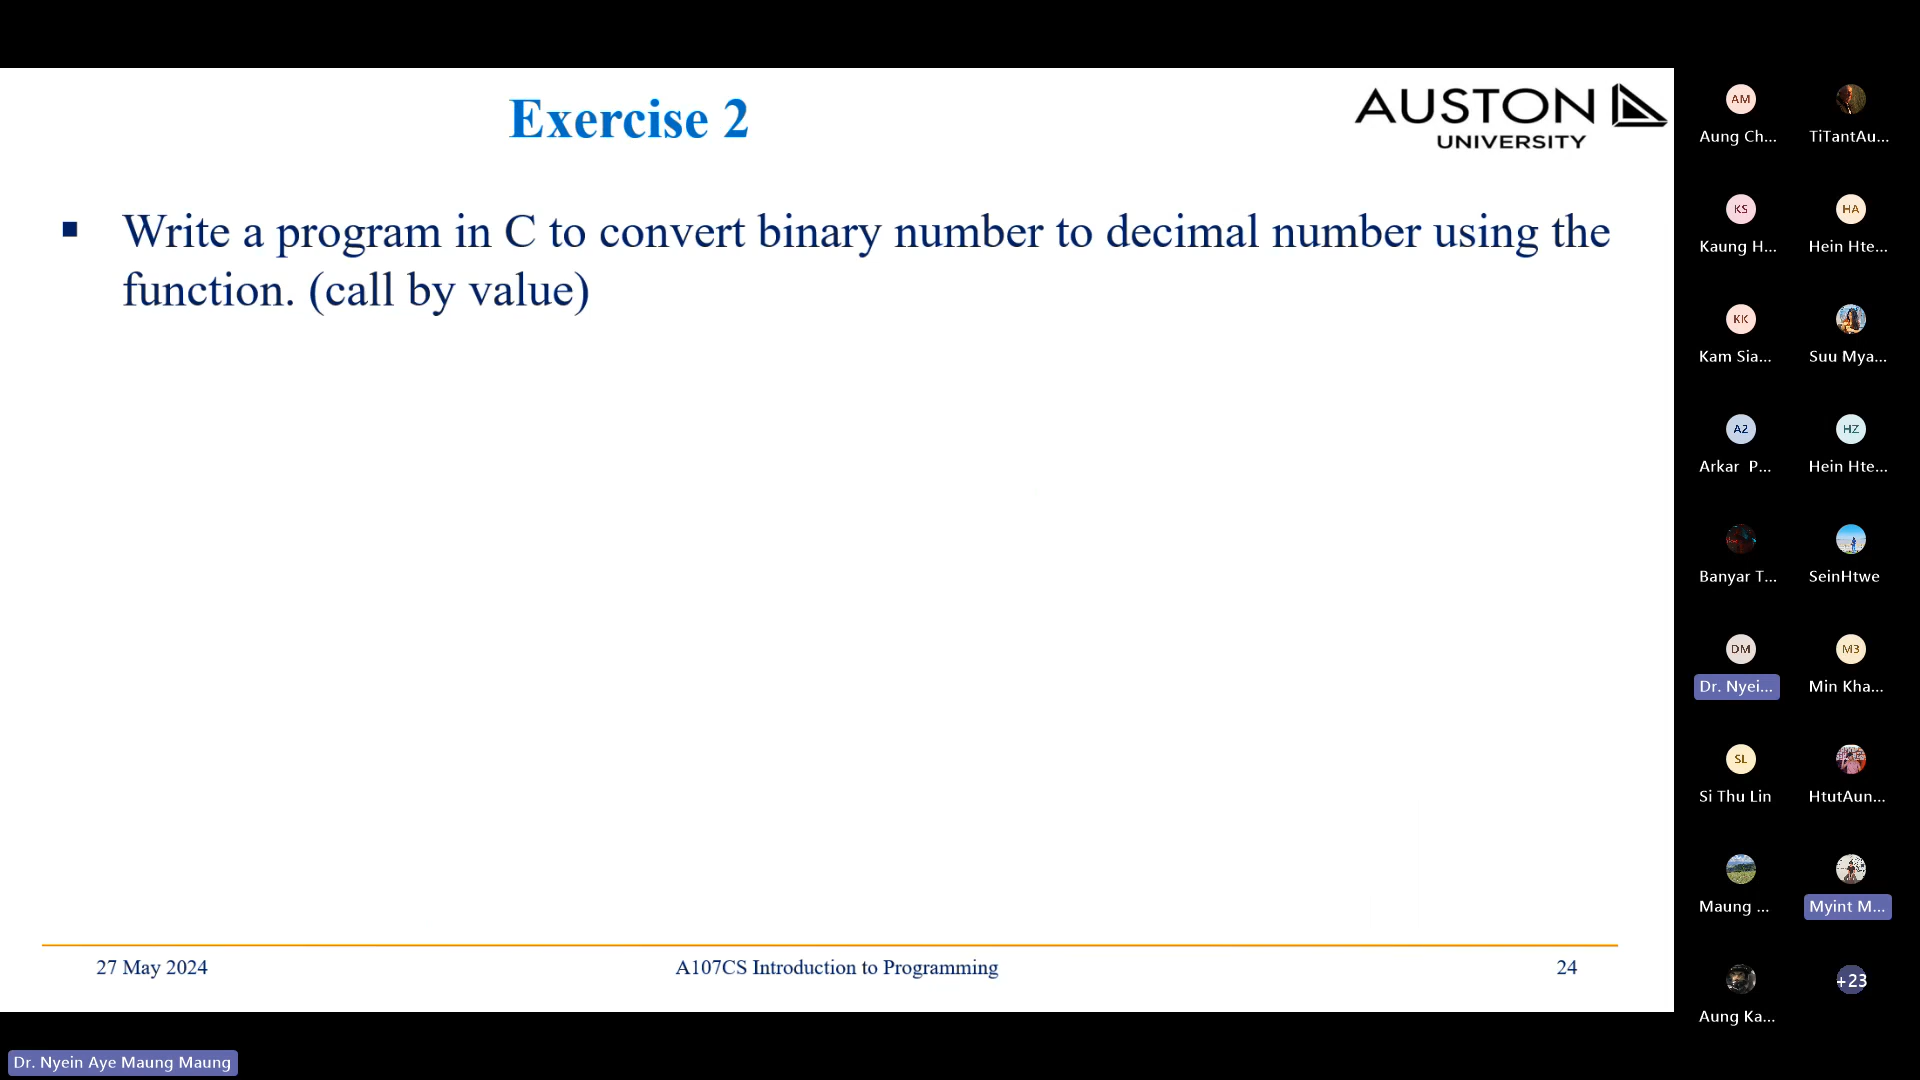 Exercise 2
AUSTON
UNIVERSITY
▪ Write a program in C to convert binary number to decimal number using the
function. (call by value)
27 May 2024
A107CS Introduction to Programming
24
AM
Aung Ch...
TiTantAu...
KS
Kaung H...
HA
Hein Hte...
KK
Kam Sia...
Suu Mya...
A2
Arkar P...
HZ
Hein Hte...
Banyar T...
SeinHtwe
DM
Dr. Nyei...
M3
Min Kha...
SL
Si Thu Lin
HtutAun...
Maung ...
Myint M...
Aung Ka...
+23
Dr. Nyein Aye Maung Maung